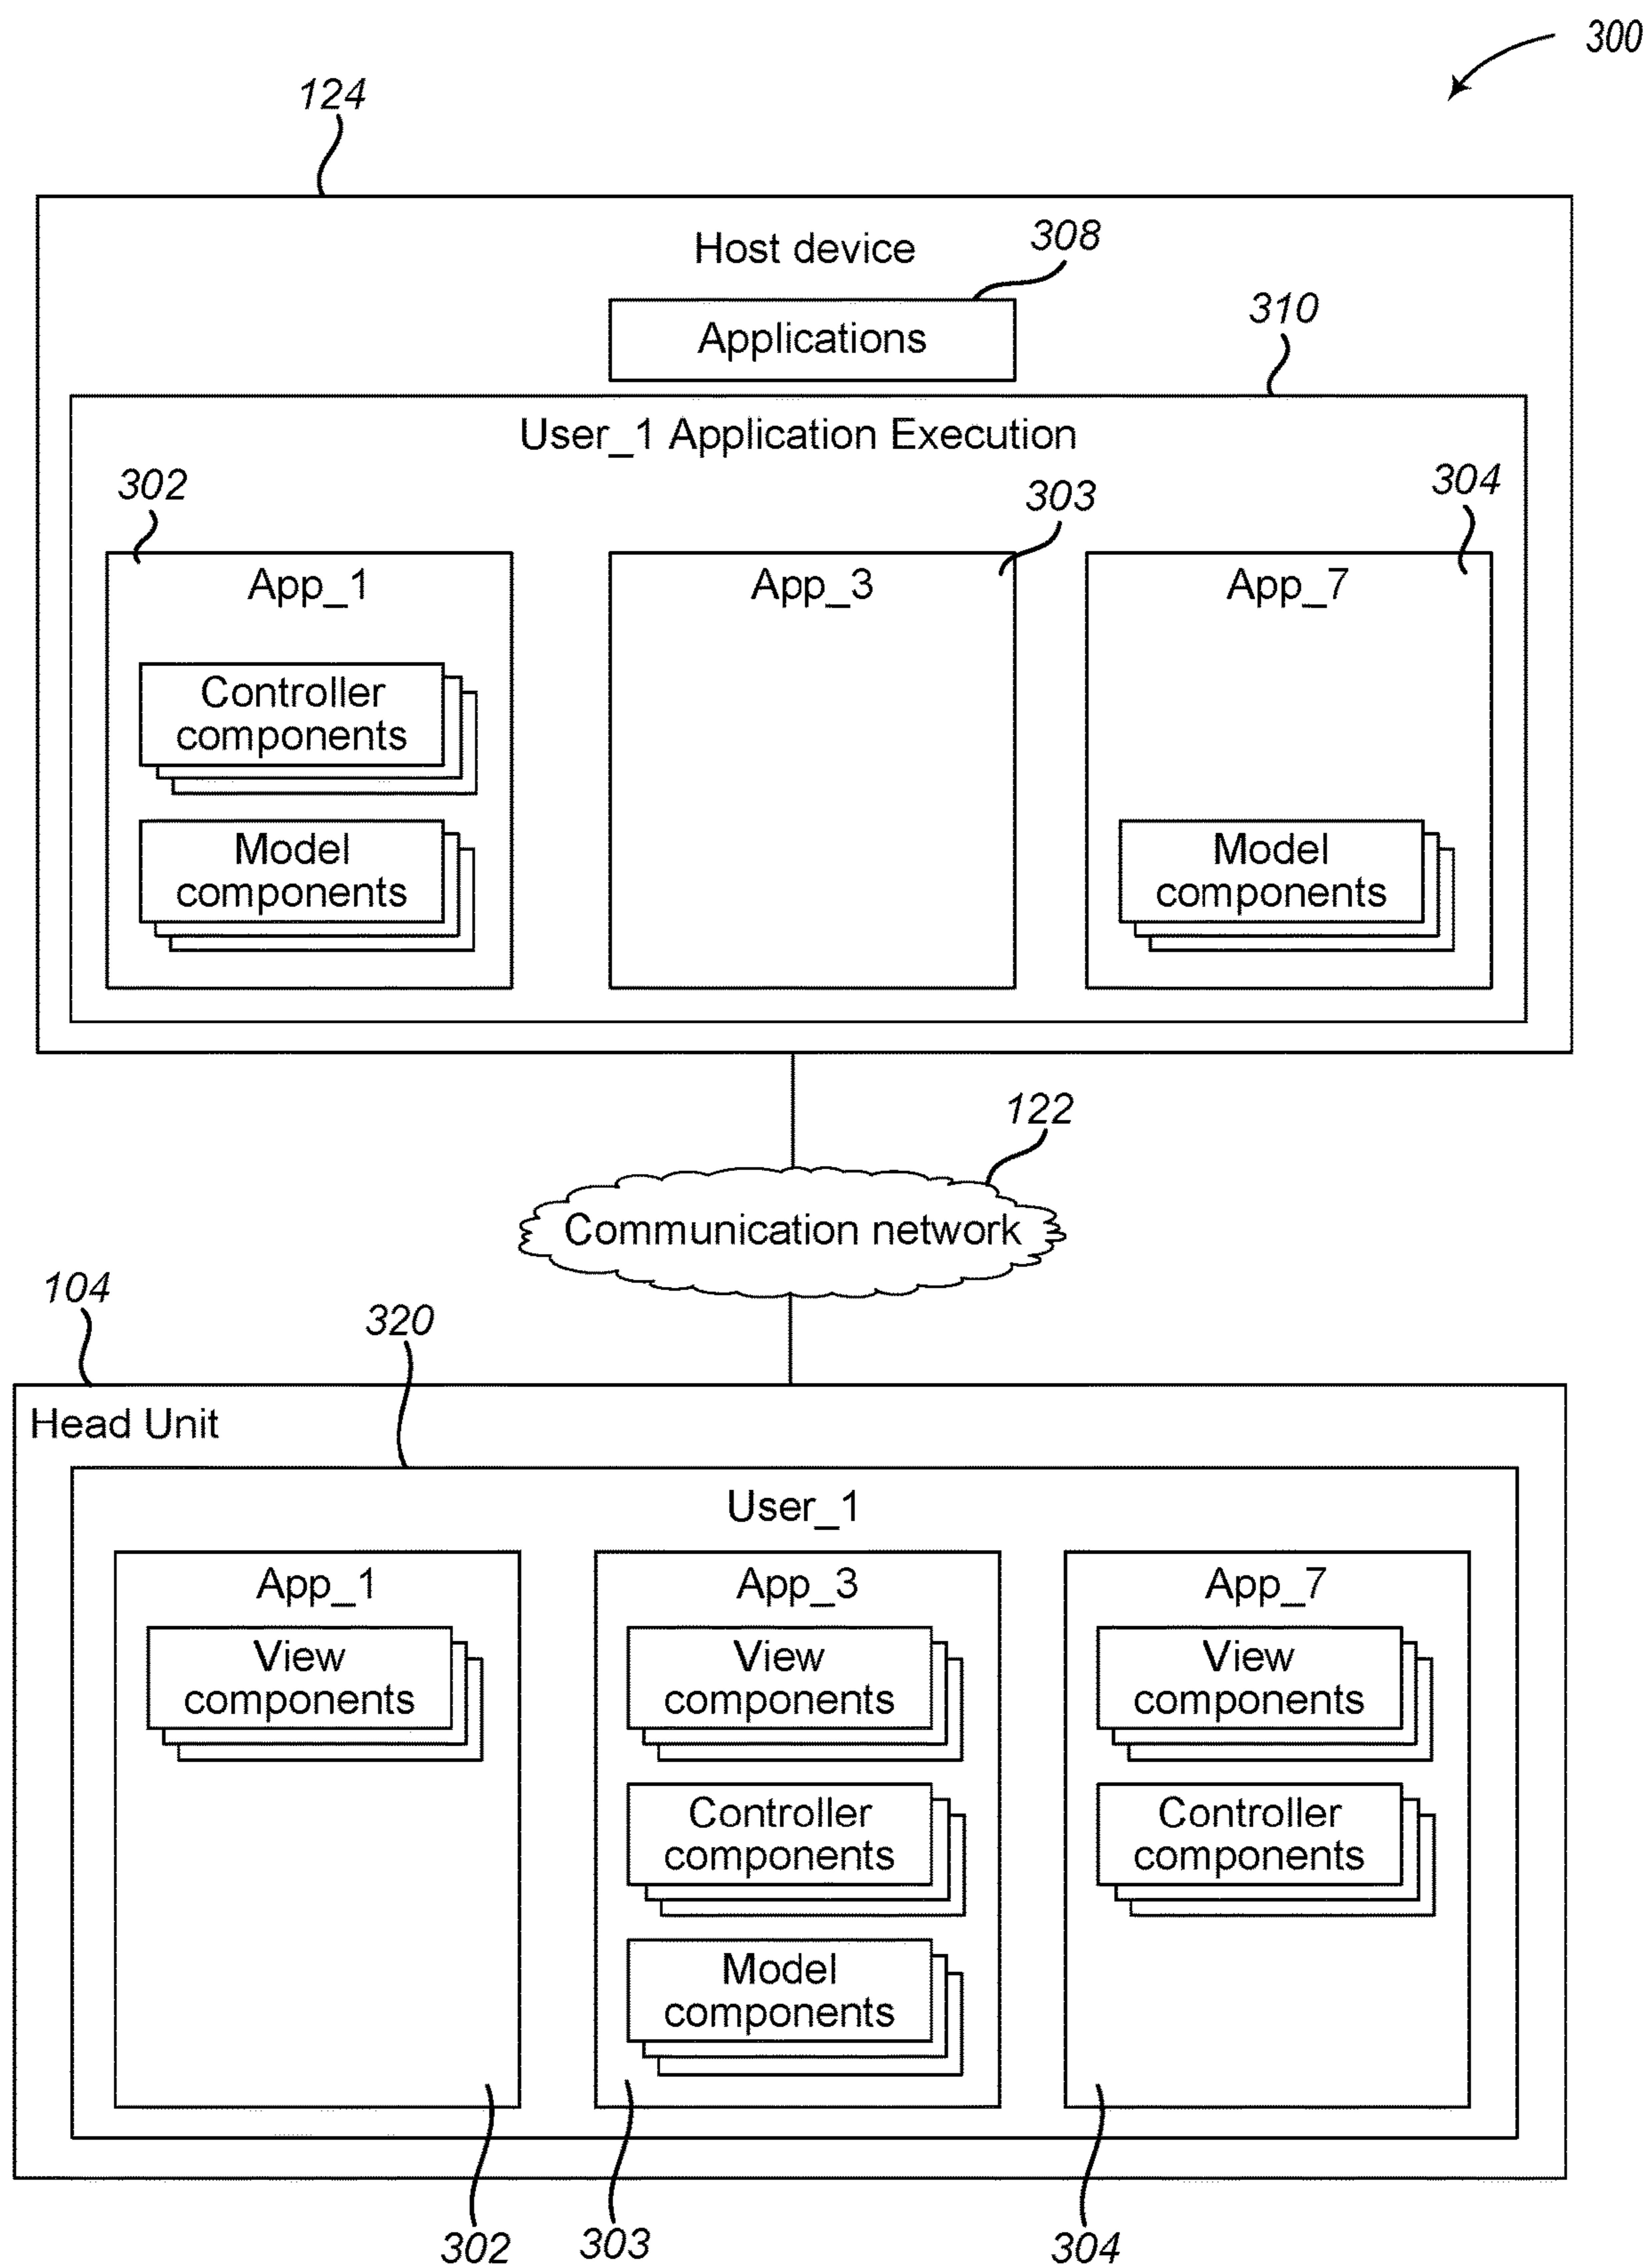 300
124
Host device
308
Applications
310
User_1 Application Execution
302
303
304
App_1
App_3
App_7
Controller
components
Model
components
Model
components
122
Communication network
104
320
Head Unit
User_1
App_1
App_3
App_7
View
components
View
components
View
components
Controller
components
Controller
components
Model
components
302
303
304